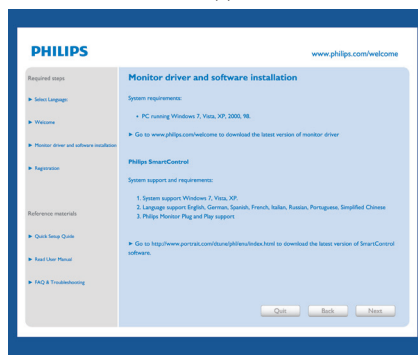 PHILIPS
www.philips.com/welcome
Required steps
Select Language
Welcome
Monitor driver and software installation
Registration
Reference materials
Quick Setup Guide
Read User Manual
FAQ & Troubleshooting
Monitor driver and software installation
System requirements:
• PC running Windows 7, Vista, XP, 2000, 98.
Go to www.philips.com/welcome to download the latest version of monitor driver
Philips SmartControl
System support and requirements:
1. System support Windows 7, Vista, XP.
2. Language support English, German, Spanish, French, Italian, Russian, Portuguese, Simplified Chinese
3. Philips Monitor Plug and Play support
Go to http://www.portrait.com/dtune/phl/enu/index.html to download the latest version of SmartControl
software.
Quit Back Next